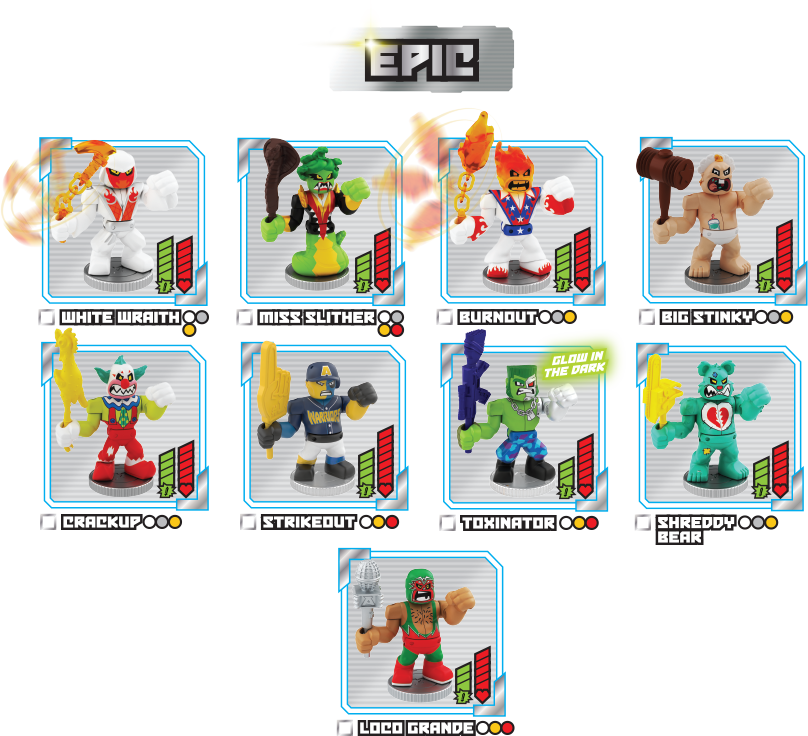 EPIC
WHITE WRAITH
MISS SLITHER
BURNOUT
BIG STINKY
GLOW IN
THE DARK
A
WARRIORS
CRACKUP
STRIKEOUT
TOXINATOR
SHREDDY
BEAR
LOCO GRANDE